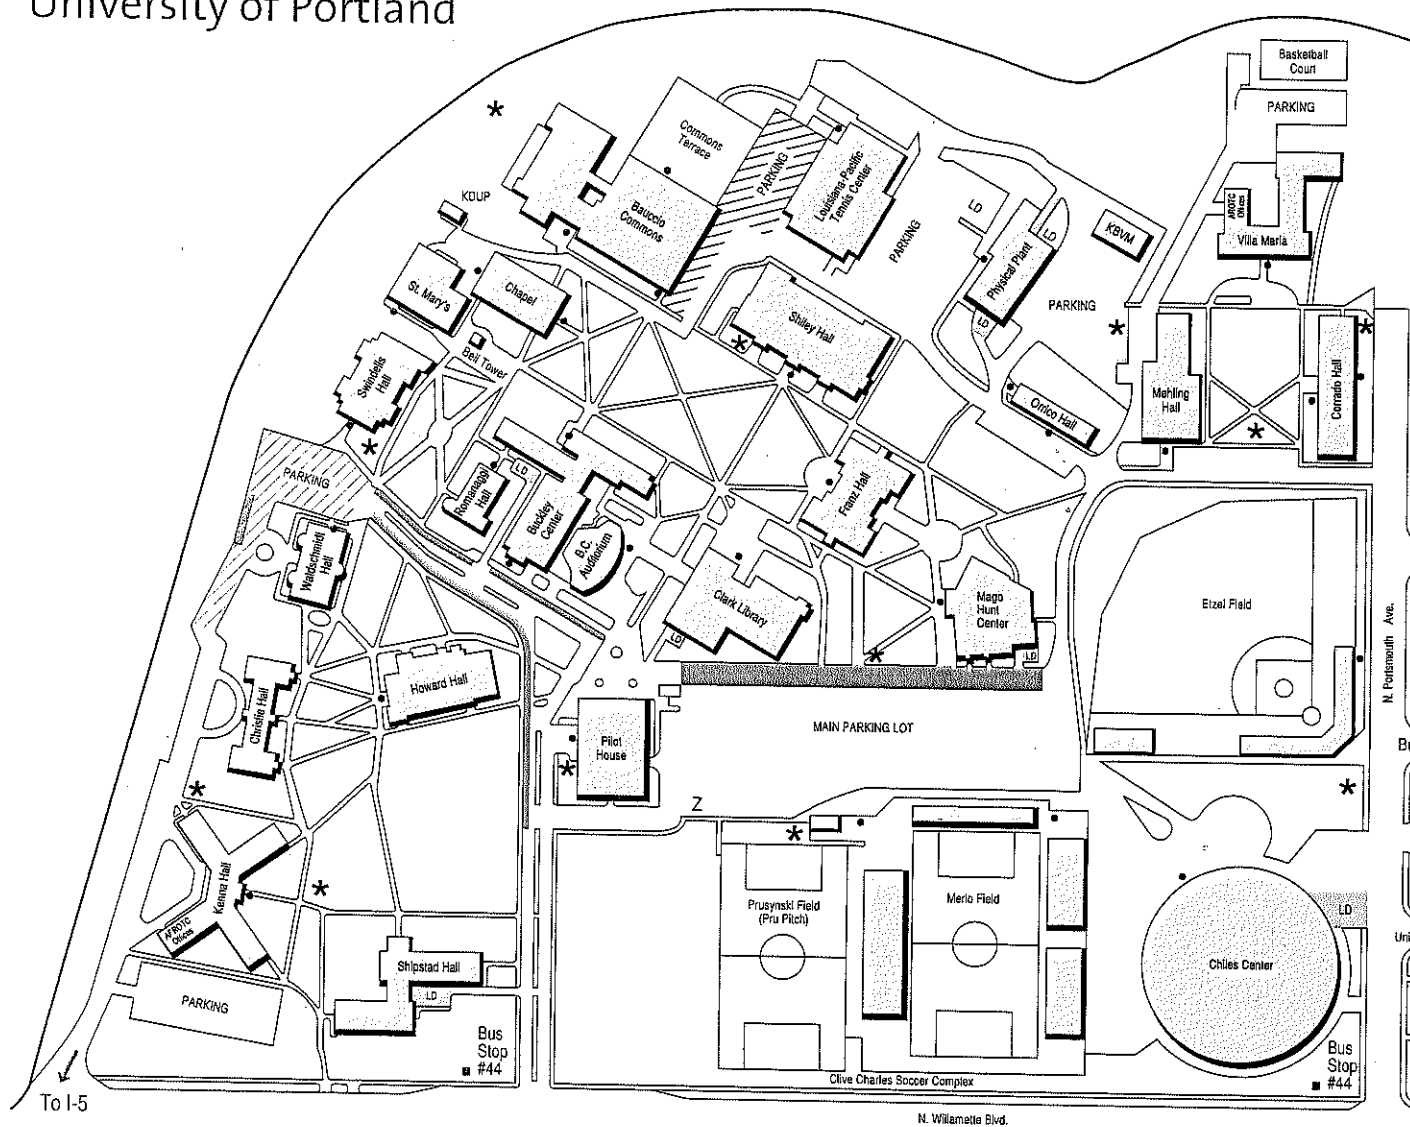 University of Portland
Basketball
Court
PARKING
Commons
Terrace
PARKING
Louisiana-Pacific
Tennis Center
KDUP
Bauccio
Commons
LD
PARKING
LD
Physical Plant
KBVM
AROTC
Offices
Villa Maria
St. Mary's
Chapel
PARKING
LD
Shiley Hall
*
*
*
*
Bell Tower
Swindells
Hall
Orrico Hall
Mehling
Hall
Corrado Hall
*
*
PARKING
LD
Romanaggi
Hall
Buckley
Center
B.C.
Auditorium
Franz Hall
Waldschmidt
Hall
Clark Library
LD
Mago
Hunt
Center
LD
*
Etzel Field
N. Portsmouth Ave.
Howard Hall
Christie Hall
Pilot
House
*
MAIN PARKING LOT
*
*
Z
*
Kenna Hall
*
AFROTC
Offices
Prusynski Field
(Pru Pitch)
Merlo Field
LD
Chiles Center
Uni
Shipstad Hall
LD
PARKING
Bus
Stop
#44
Bus
Stop
#44
Clive Charles Soccer Complex
To I-5
N. Willamette Blvd.